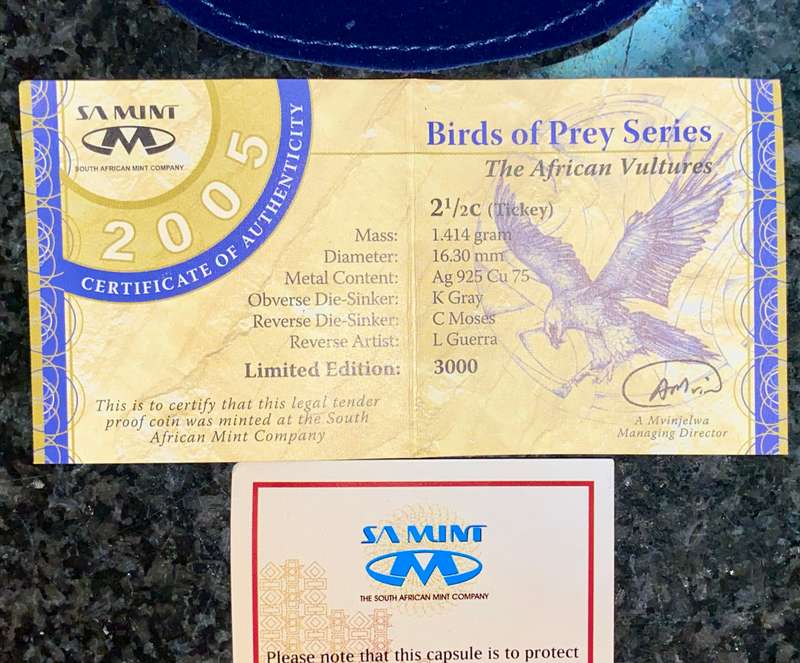 SA MINT
SOUTH AFRICAN MINT COMPANY
2005
CERTIFICATE OF AUTHENTICITY
Birds of Prey Series
The African Vultures
2½c (Tickey)
Mass: 1.414 gram
Diameter: 16.30 mm
Metal Content: Ag 925 Cu 75
Obverse Die-Sinker: K Gray
Reverse Die-Sinker: C Moses
Reverse Artist: L Guerra
Limited Edition: 3000
This is to certify that this legal tender
proof coin was minted at the South
African Mint Company
A Mvinjelwa
Managing Director
SA MINT
THE SOUTH AFRICAN MINT COMPANY
Please note that this capsule is to protect